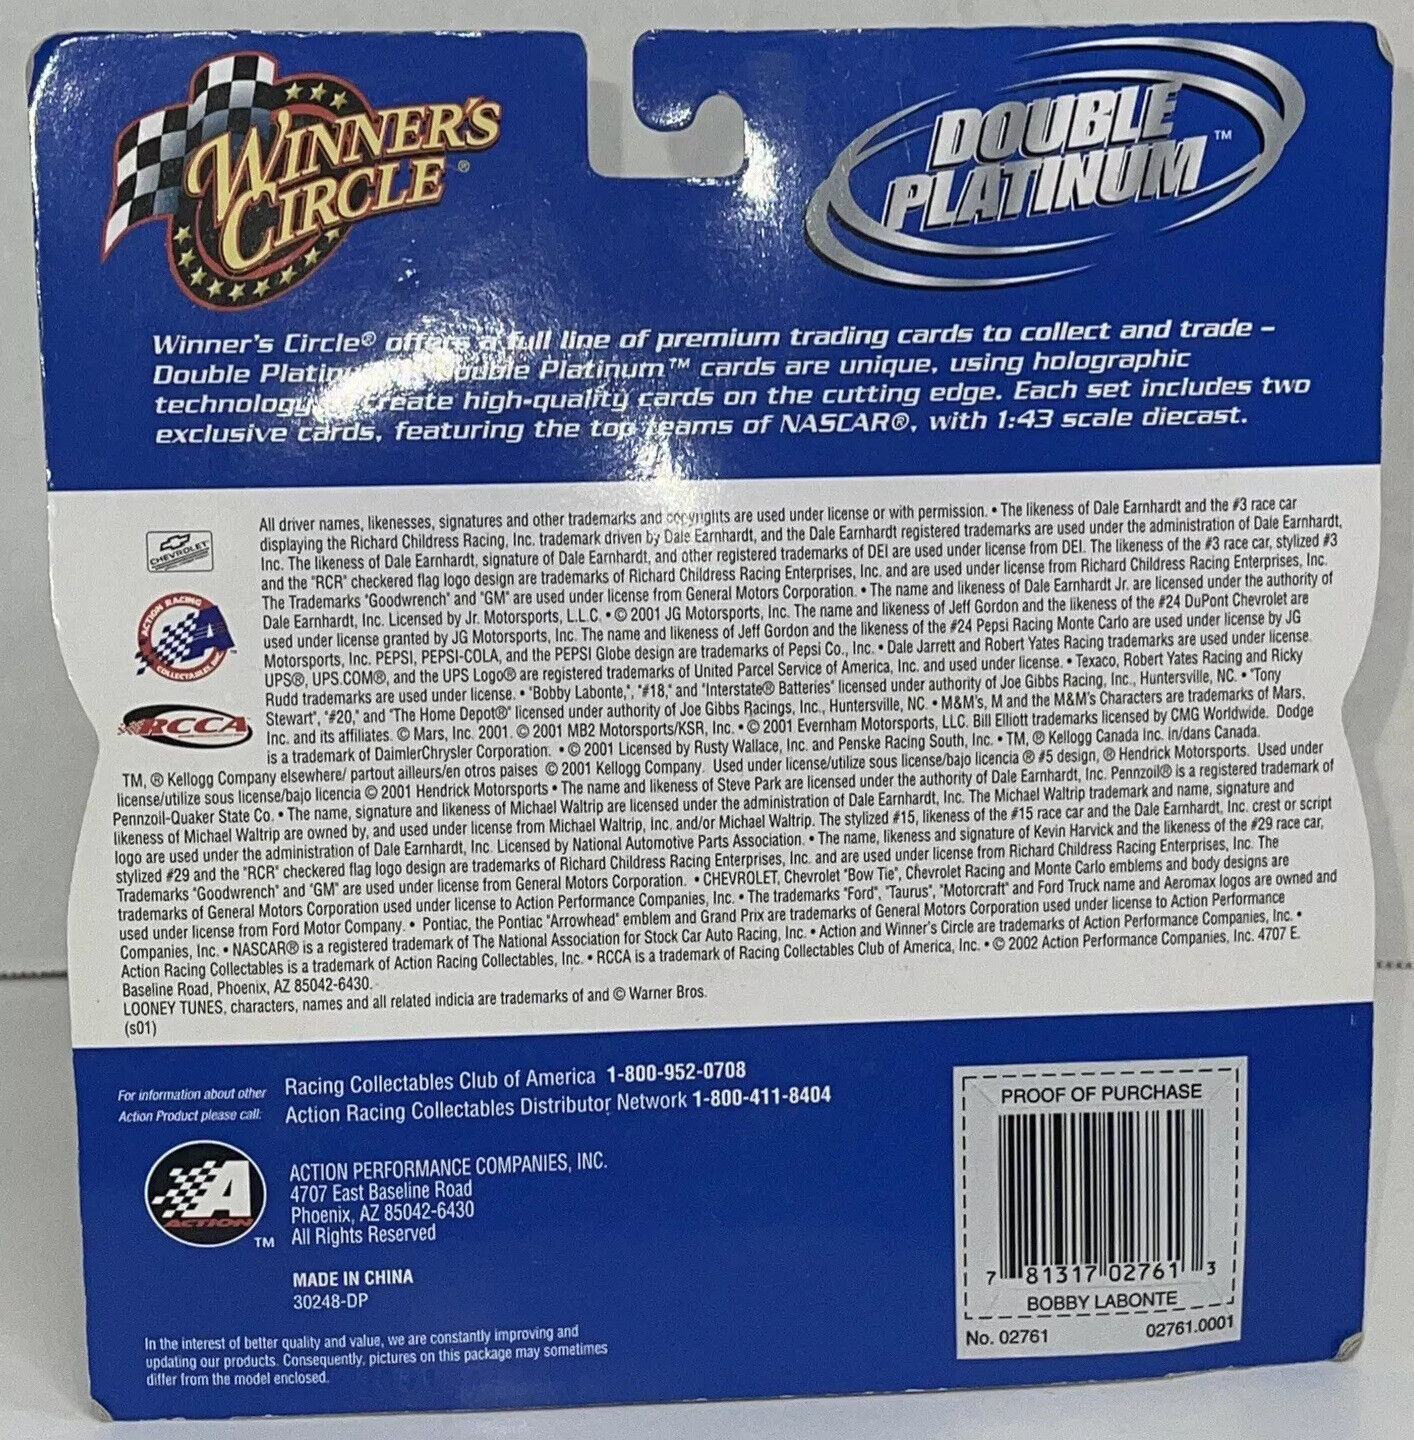 WINNER'S
CIRCLE®
DOUBLE
PLATINUM™
Winner's Circle® offers a full line of premium trading cards to collect and trade –
Double Platinum™ cards are unique, using holographic
technology create high-quality cards on the cutting edge. Each set includes two
exclusive cards, featuring the top teams of NASCAR®, with 1:43 scale diecast.
CHEVROLET
ACTION RACING
COLLECTABLES, INC.
RCCA
All driver names, likenesses, signatures and other trademarks and copyrights are used under license or with permission. • The likeness of Dale Earnhardt and the #3 race car
displaying the Richard Childress Racing, Inc. trademark driven by Dale Earnhardt, and the Dale Earnhardt registered trademarks are used under the administration of Dale Earnhardt,
Inc. The likeness of Dale Earnhardt, signature of Dale Earnhardt, and other registered trademarks of DEI are used under license from DEI. The likeness of the #3 race car, stylized #3
and the "RCR" checkered flag logo design are trademarks of Richard Childress Racing Enterprises, Inc. and are used under license from Richard Childress Racing Enterprises, Inc.
The Trademarks "Goodwrench" and "GM" are used under license from General Motors Corporation. • The name and likeness of Dale Earnhardt Jr. are licensed under the authority of
Dale Earnhardt, Inc. Licensed by Jr. Motorsports, L.L.C. • © 2001 JG Motorsports, Inc. The name and likeness of Jeff Gordon and the likeness of the #24 DuPont Chevrolet are
used under license granted by JG Motorsports, Inc. The name and likeness of Jeff Gordon and the likeness of the #24 Pepsi Racing Monte Carlo are used under license by JG
Motorsports, Inc. PEPSI, PEPSI-COLA, and the PEPSI Globe design are trademarks of Pepsi Co., Inc. • Dale Jarrett and Robert Yates Racing trademarks are used under license.
UPS®, UPS.COM®, and the UPS Logo® are registered trademarks of United Parcel Service of America, Inc. and used under license. • Texaco, Robert Yates Racing and Ricky
Rudd trademarks are used under license. • "Bobby Labonte,", "#18," and "Interstate® Batteries" licensed under authority of Joe Gibbs Racing, Inc., Huntersville, NC. • "Tony
Stewart", "#20," and "The Home Depot®" licensed under authority of Joe Gibbs Racings, Inc., Huntersville, NC. • M&M's, M and the M&M's Characters are trademarks of Mars,
Inc. and its affiliates. © Mars, Inc. 2001. © 2001 MB2 Motorsports/KSR, Inc. • © 2001 Evernham Motorsports, LLC. Bill Elliott trademarks licensed by CMG Worldwide. Dodge
is a trademark of DaimlerChrysler Corporation. • © 2001 Licensed by Rusty Wallace, Inc. and Penske Racing South, Inc. • TM, ® Kellogg Canada Inc. in/dans Canada.
TM, ® Kellogg Company elsewhere/ partout ailleurs/en otros paises © 2001 Kellogg Company. Used under license/utilize sous license/bajo licencia ® #5 design, ® Hendrick Motorsports. Used under
license/utilize sous license/bajo licencia © 2001 Hendrick Motorsports • The name and likeness of Steve Park are licensed under the authority of Dale Earnhardt, Inc. Pennzoil® is a registered trademark of
Pennzoil-Quaker State Co. • The name, signature and likeness of Michael Waltrip are licensed under the administration of Dale Earnhardt, Inc. The Michael Waltrip trademark and name, signature and
likeness of Michael Waltrip are owned by, and used under license from Michael Waltrip, Inc. and/or Michael Waltrip. The stylized #15, likeness of the #15 race car and the Dale Earnhardt, Inc. crest or script
logo are used under the administration of Dale Earnhardt, Inc. Licensed by National Automotive Parts Association. • The name, likeness and signature of Kevin Harvick and the likeness of the #29 race car,
stylized #29 and the "RCR" checkered flag logo design are trademarks of Richard Childress Racing Enterprises, Inc. and are used under license from Richard Childress Racing Enterprises, Inc. The
Trademarks "Goodwrench" and "GM" are used under license from General Motors Corporation. • CHEVROLET, Chevrolet "Bow Tie", Chevrolet Racing and Monte Carlo emblems and body designs are
trademarks of General Motors Corporation used under license to Action Performance Companies, Inc. • The trademarks "Ford", "Taurus", "Motorcraft" and Ford Truck name and Aeromax logos are owned and
used under license from Ford Motor Company. • Pontiac, the Pontiac "Arrowhead" emblem and Grand Prix are trademarks of General Motors Corporation used under license to Action Performance
Companies, Inc. • NASCAR® is a registered trademark of The National Association for Stock Car Auto Racing, Inc. • Action and Winner's Circle are trademarks of Action Performance Companies, Inc. •
Action Racing Collectables is a trademark of Action Racing Collectables, Inc. • RCCA is a trademark of Racing Collectables Club of America, Inc. • © 2002 Action Performance Companies, Inc. 4707 E.
Baseline Road, Phoenix, AZ 85042-6430.
LOONEY TUNES, characters, names and all related indicia are trademarks of and © Warner Bros.
(s01)
For information about other
Action Product please call:
Racing Collectables Club of America 1-800-952-0708
Action Racing Collectables Distributor Network 1-800-411-8404
A
ACTION
TM
ACTION PERFORMANCE COMPANIES, INC.
4707 East Baseline Road
Phoenix, AZ 85042-6430
All Rights Reserved
MADE IN CHINA
30248-DP
In the interest of better quality and value, we are constantly improving and
updating our products. Consequently, pictures on this package may sometimes
differ from the model enclosed.
PROOF OF PURCHASE
7 81317 02761 3
BOBBY LABONTE
No. 02761 02761.0001